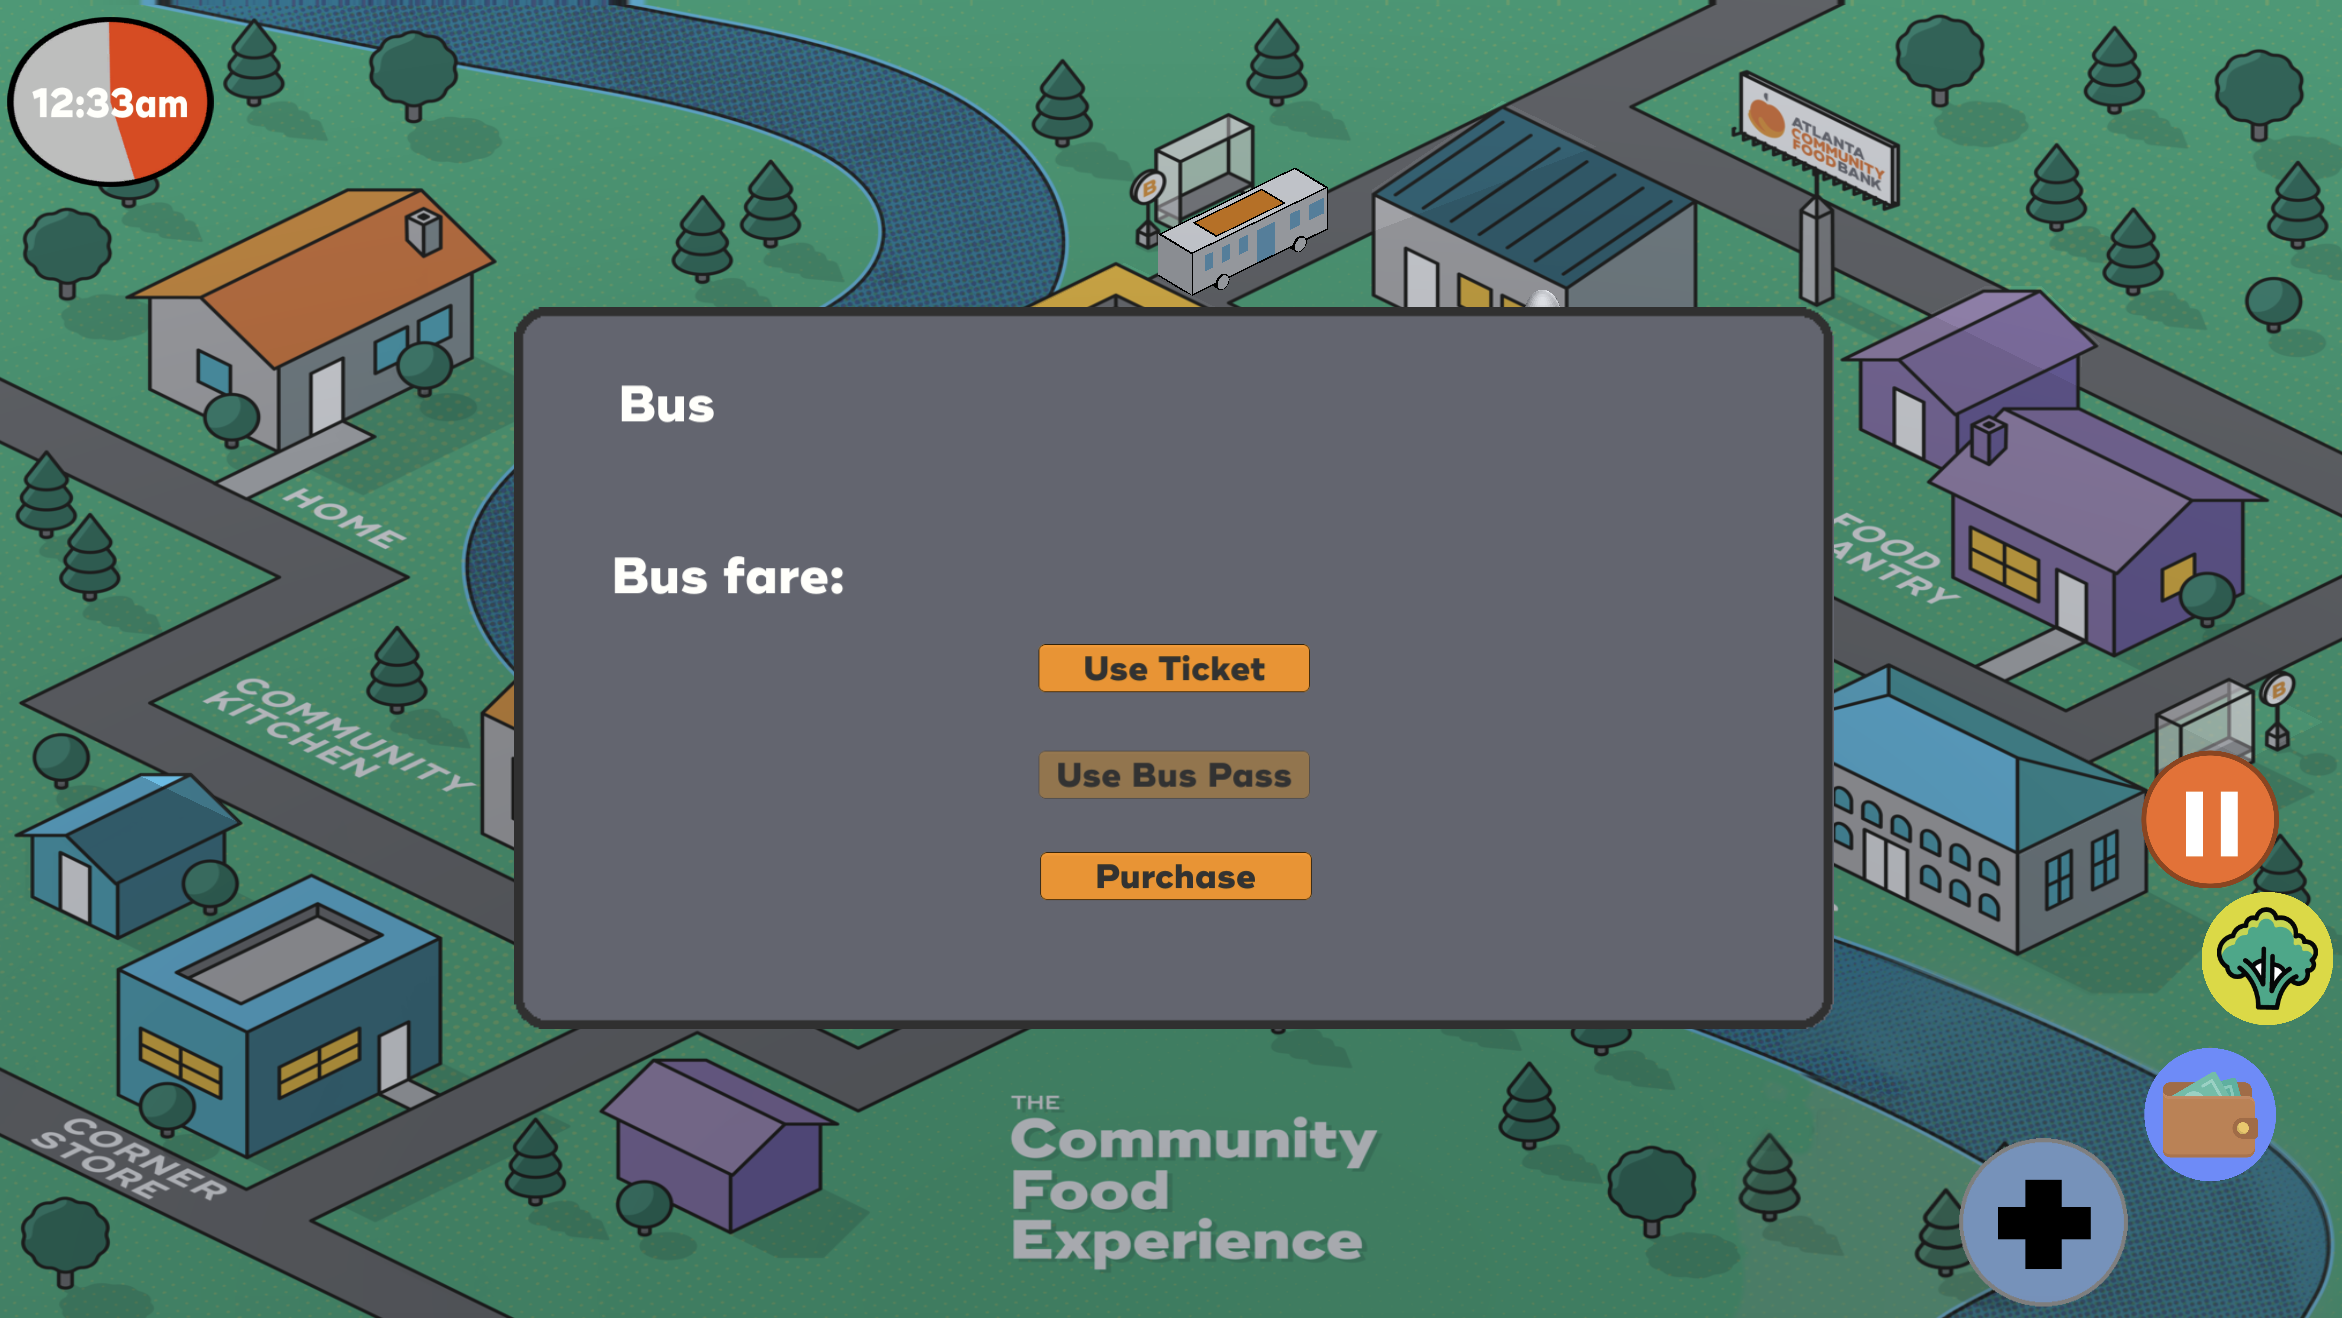 12:33am
B
ATLANTA
COMMUNITY
FOOD
BANK
Bus
HOME
FOOD
ANTRY
Bus fare:
Use Ticket
B
COMMUNITY
KITCHEN
Use Bus Pass
Purchase
THE
Community
Food
Experience
CORNER
STORE